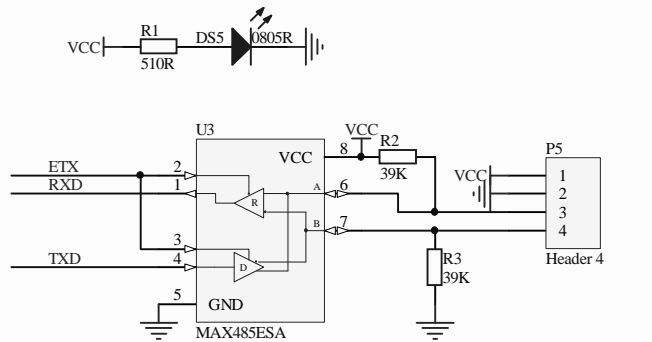 R1
VCC
DS5
0805R
510R
U3
VCC
ETX
2
VCC
8
R2
P5
RXD
1
A
6
39K
VCC
1
R
2
B
7
3
3
4
TXD
4
D
R3
39K
Header 4
5
GND
MAX485ESA